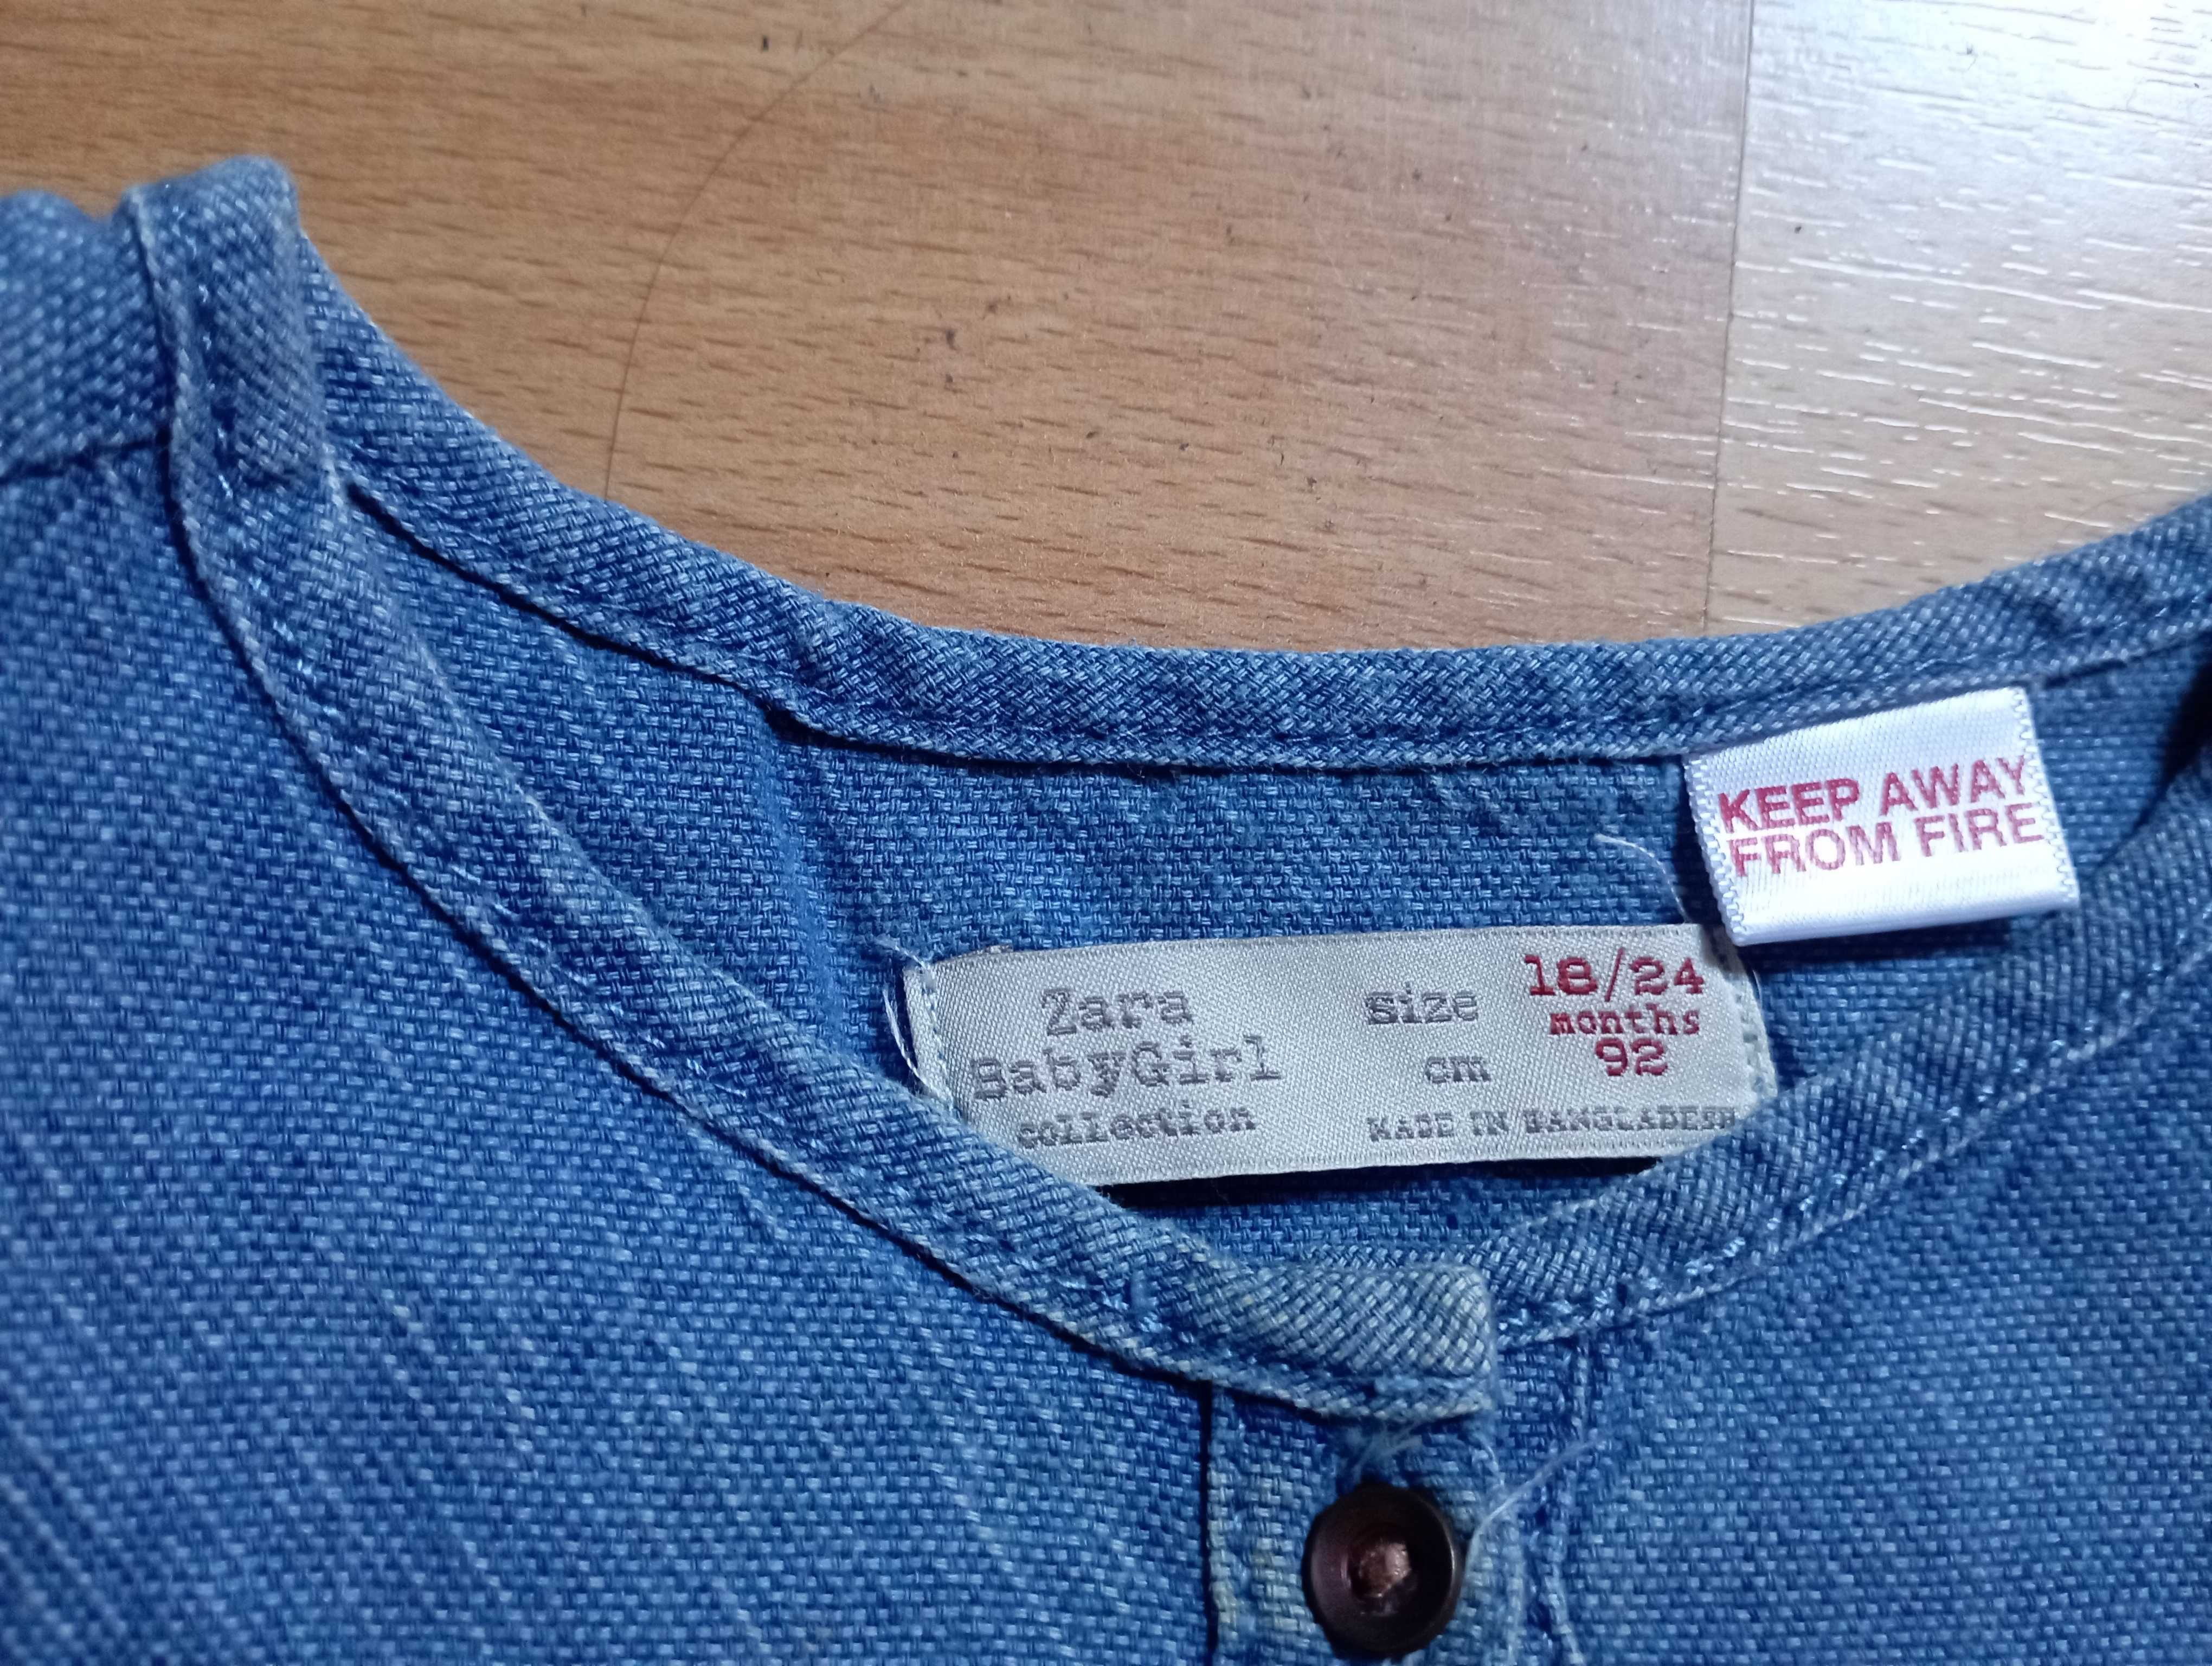 KEEP AWAY
FROM FIRE
Zara
BabyGirl
collection
size
cm
18/24
months
92
MADE IN BANGLADESH